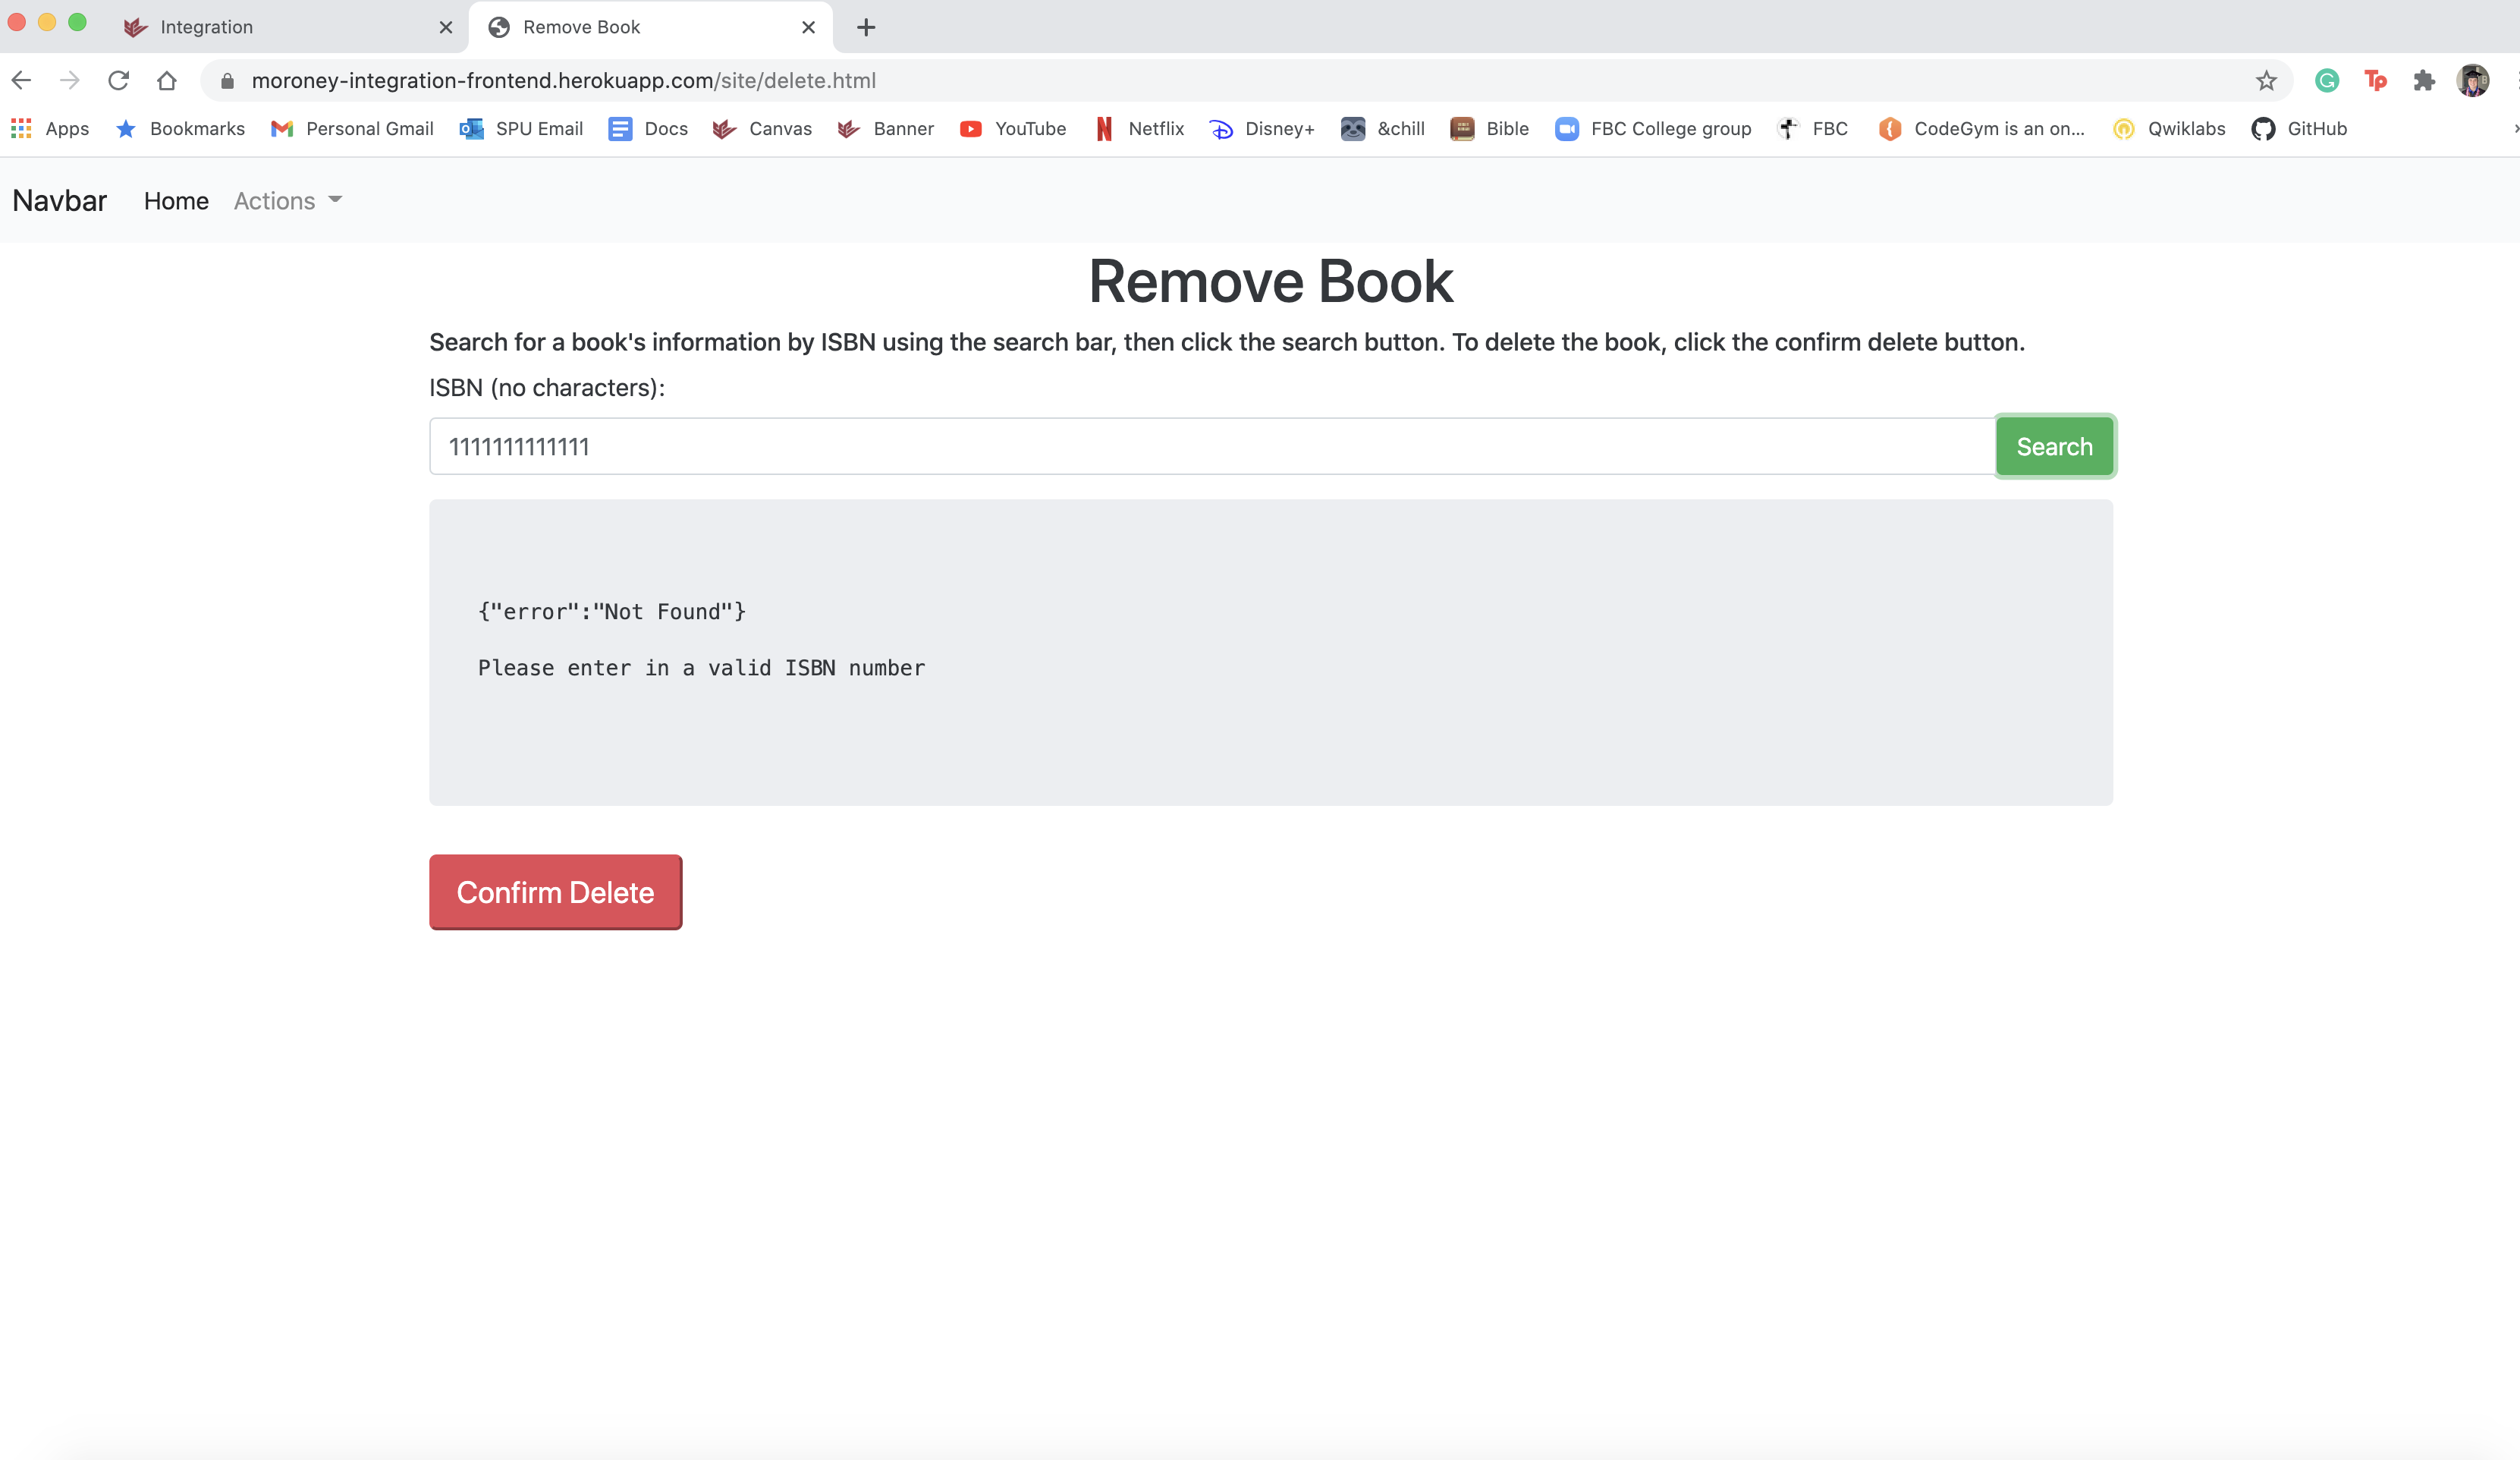 Integration
Remove Book
moroney-integration-frontend.herokuapp.com/site/delete.html
Apps Bookmarks Personal Gmail SPU Email Docs Canvas Banner YouTube Netflix Disney+ &chill Bible FBC College group FBC CodeGym is an on... Qwiklabs GitHub
Navbar Home Actions
Remove Book
Search for a book's information by ISBN using the search bar, then click the search button. To delete the book, click the confirm delete button.
ISBN (no characters):
1111111111111 Search
{"error":"Not Found"}
Please enter in a valid ISBN number
Confirm Delete